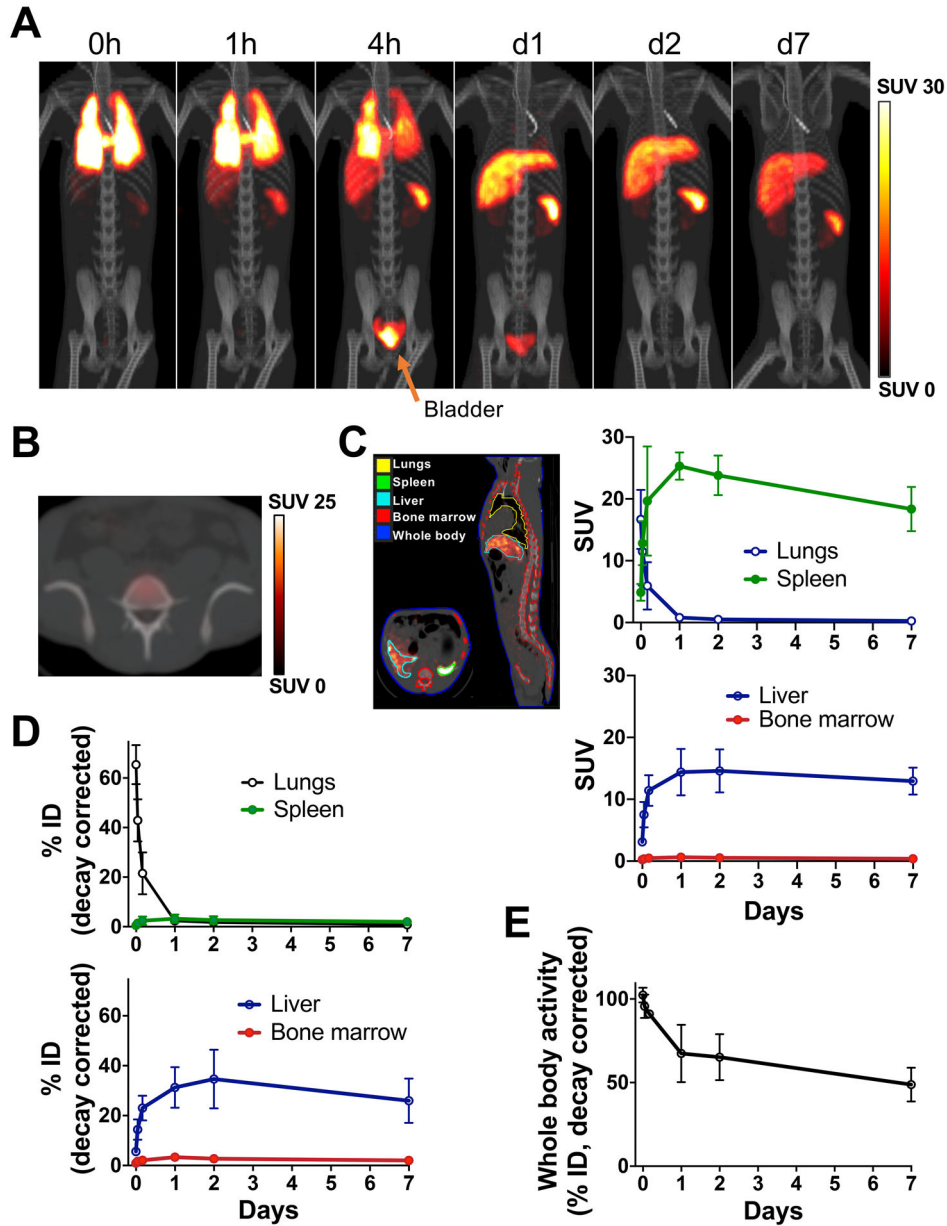 A
0h 1h 4h d1 d2 d7
SUV 30
SUV 0
Bladder
B
SUV 25
SUV 0
C
Lungs
Spleen
Liver
Bone marrow
Whole body
30
20
10
0
SUV
Lungs
Spleen
0 1 2 3 4 5 6 7
30
20
10
0
SUV
Liver
Bone marrow
0 1 2 3 4 5 6 7
Days
D
% ID
(decay corrected)
60
40
20
0
Lungs
Spleen
0 1 2 3 4 5 6 7
% ID
(decay corrected)
60
40
20
0
Liver
Bone marrow
0 1 2 3 4 5 6 7
Days
E
Whole body activity
(% ID, decay corrected)
100
50
0
0 1 2 3 4 5 6 7
Days